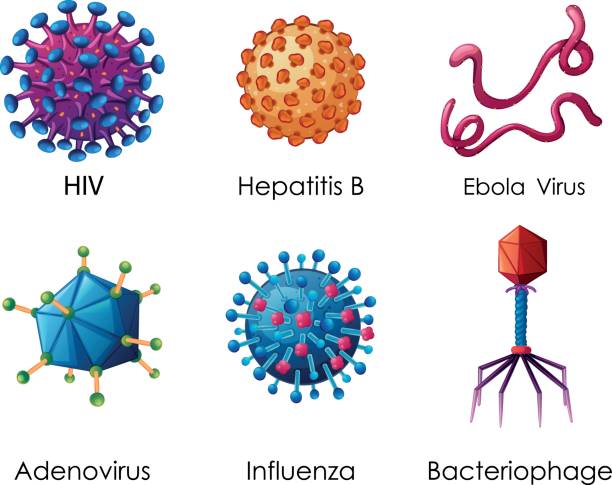 HIV
Hepatitis B
Ebola Virus
Adenovirus
Influenza
Bacteriophage